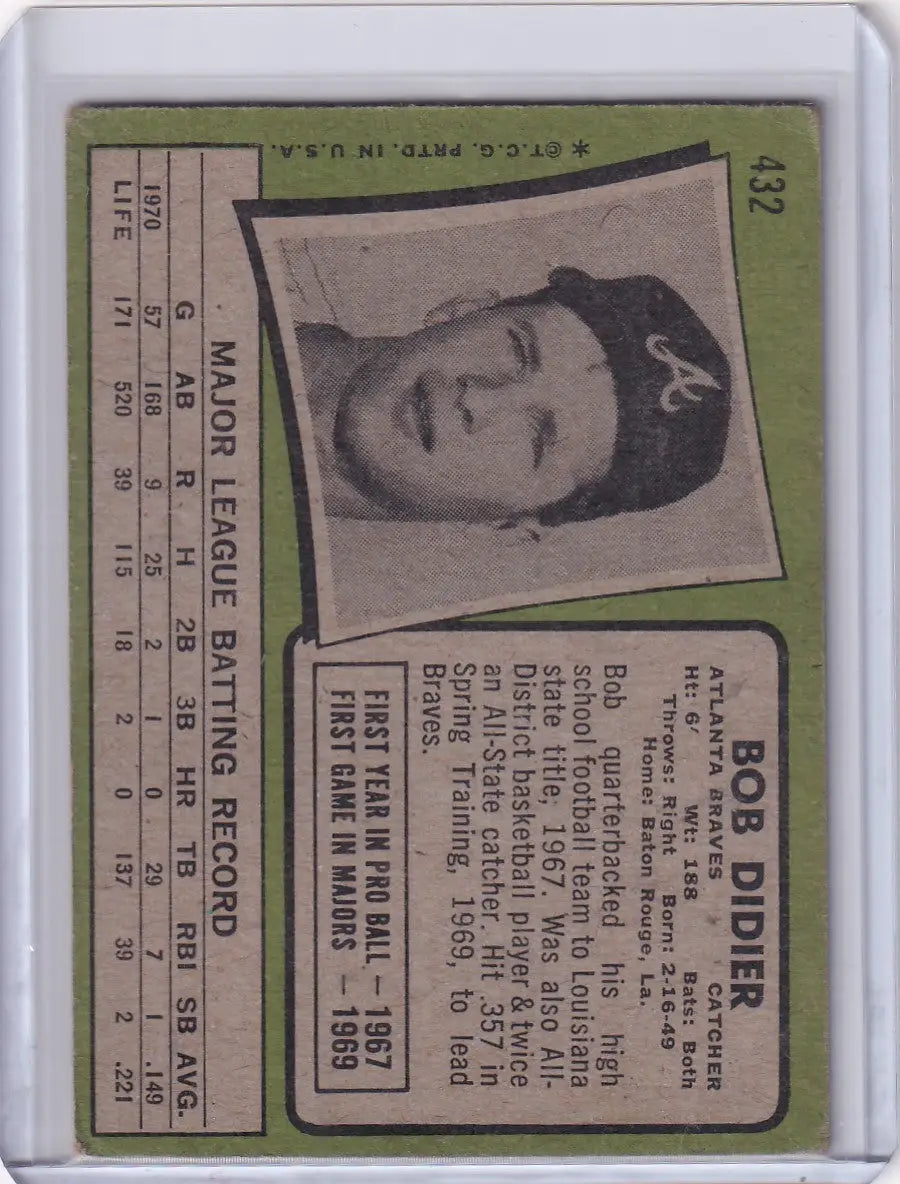 432
* © T.C.G. PRTD. IN U.S.A.
A
BOB DIDIER
ATLANTA BRAVES CATCHER
Ht: 6' Wt: 188 Bats: Both
Throws: Right Born: 2-16-49
Home: Baton Rouge, La.
Bob quarterbacked his high
school football team to Louisiana
state title, 1967. Was also All-
District basketball player & twice
an All-State catcher. Hit .357 in
Spring Training, 1969, to lead
Braves.
FIRST YEAR IN PRO BALL — 1967
FIRST GAME IN MAJORS — 1969
MAJOR LEAGUE BATTING RECORD
G AB R H 2B 3B HR TB RBI SB AVG.
1970 57 168 9 25 2 1 0 29 7 1 .149
LIFE 171 520 39 115 18 2 0 137 39 2 .221